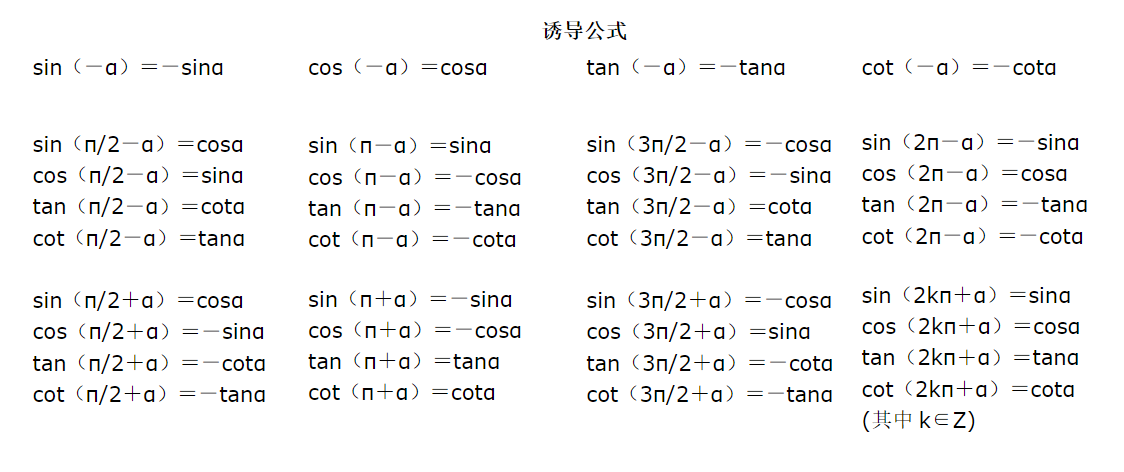 诱导公式
sin（－α）＝－sinα
cos（－α）＝cosα
tan（－α）＝－tanα
cot（－α）＝－cotα
sin（π/2－α）＝cosα
cos（π/2－α）＝sinα
tan（π/2－α）＝cotα
cot（π/2－α）＝tanα
sin（π－α）＝sinα
cos（π－α）＝－cosα
tan（π－α）＝－tanα
cot（π－α）＝－cotα
sin（3π/2－α）＝－cosα
cos（3π/2－α）＝－sinα
tan（3π/2－α）＝cotα
cot（3π/2－α）＝tanα
sin（2π－α）＝－sinα
cos（2π－α）＝cosα
tan（2π－α）＝－tanα
cot（2π－α）＝－cotα
sin（π/2＋α）＝cosα
cos（π/2＋α）＝－sinα
tan（π/2＋α）＝－cotα
cot（π/2＋α）＝－tanα
sin（π＋α）＝－sinα
cos（π＋α）＝－cosα
tan（π＋α）＝tanα
cot（π＋α）＝cotα
sin（3π/2＋α）＝－cosα
cos（3π/2＋α）＝sinα
tan（3π/2＋α）＝－cotα
cot（3π/2＋α）＝－tanα
sin（2kπ＋α）＝sinα
cos（2kπ＋α）＝cosα
tan（2kπ＋α）＝tanα
cot（2kπ＋α）＝cotα
(其中 k∈Z)